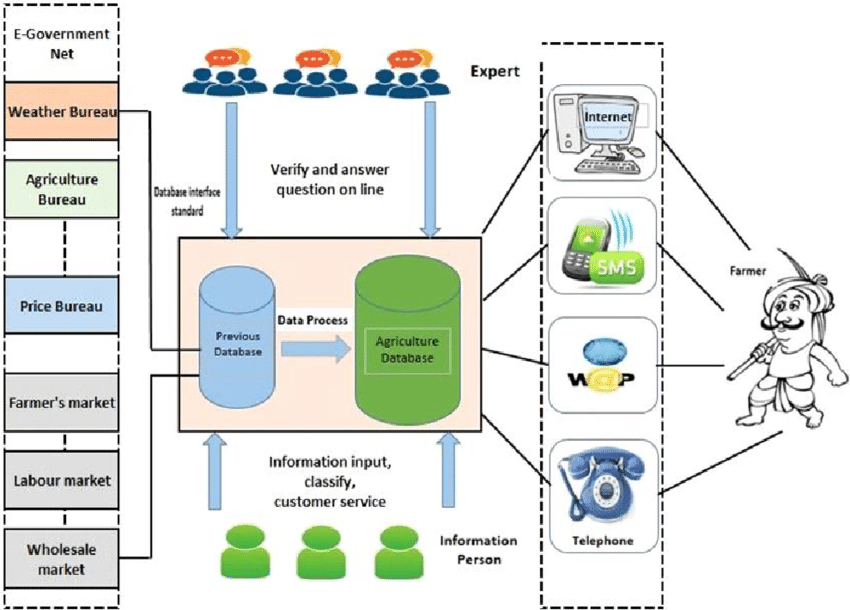 E-Government
Net
Weather Bureau
Agriculture
Bureau
Price Bureau
Farmer's market
Labour market
Wholesale
market
Database interface
standard
Expert
Verify and answer
question on line
Previous
Database
Data Process
Agriculture
Database
Information input,
classify,
customer service
Information
Person
Internet
SMS
W@P
Telephone
Farmer